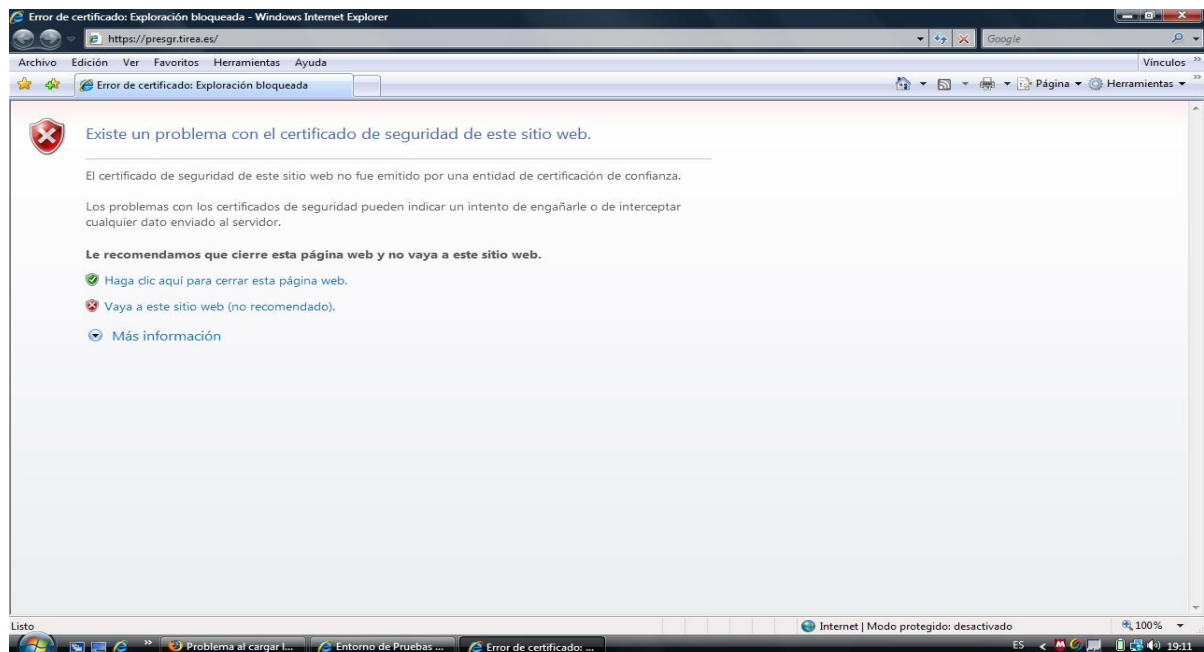 Error de certificado: Exploración bloqueada - Windows Internet Explorer
https://presgr.tirea.es/
Google
Archivo Edición Ver Favoritos Herramientas Ayuda
Vínculos
Error de certificado: Exploración bloqueada
Página
Herramientas
Existe un problema con el certificado de seguridad de este sitio web.
El certificado de seguridad de este sitio web no fue emitido por una entidad de certificación de confianza.
Los problemas con los certificados de seguridad pueden indicar un intento de engañarle o de interceptar
cualquier dato enviado al servidor.
Le recomendamos que cierre esta página web y no vaya a este sitio web.
Haga clic aquí para cerrar esta página web.
Vaya a este sitio web (no recomendado).
Más información
Listo
Internet | Modo protegido: desactivado
100%
Problema al cargar l...
Entorno de Pruebas ...
Error de certificado: ...
ES
19:11